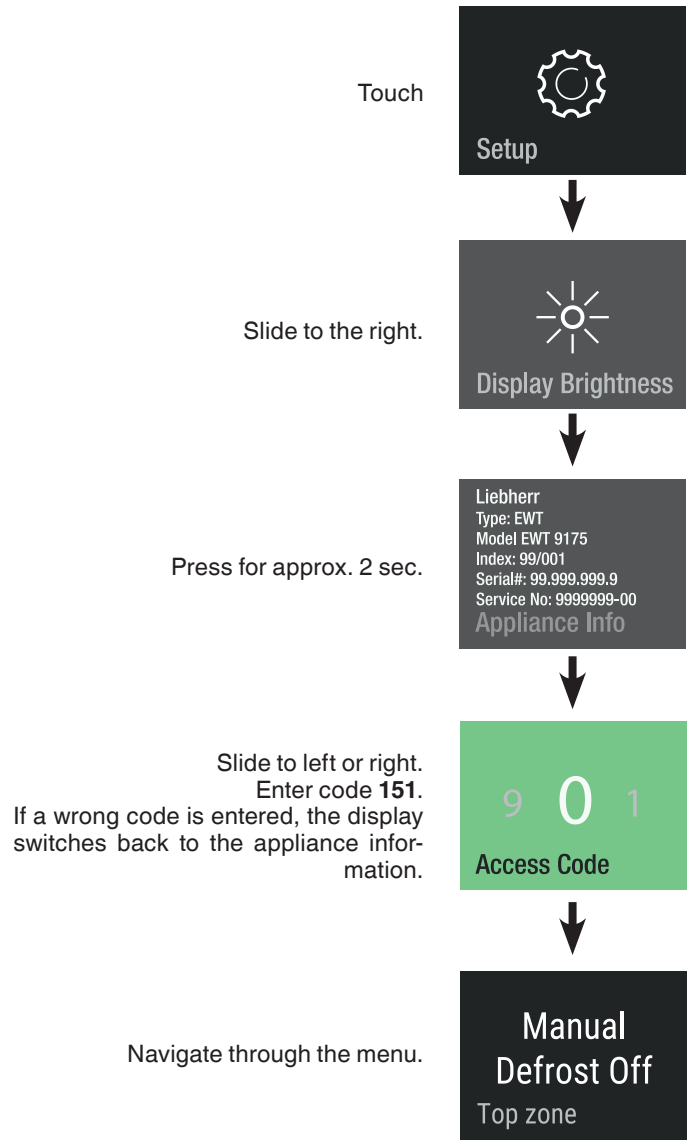 Touch
Setup
Slide to the right.
Display Brightness
Press for approx. 2 sec.
Liebherr
Type: EWT
Model EWT 9175
Index: 99/001
Serial#: 99.999.999.9
Service No: 9999999-00
Appliance Info
Slide to left or right.
Enter code 151.
If a wrong code is entered, the display
switches back to the appliance infor-
mation.
9 0 1
Access Code
Navigate through the menu.
Manual
Defrost Off
Top zone